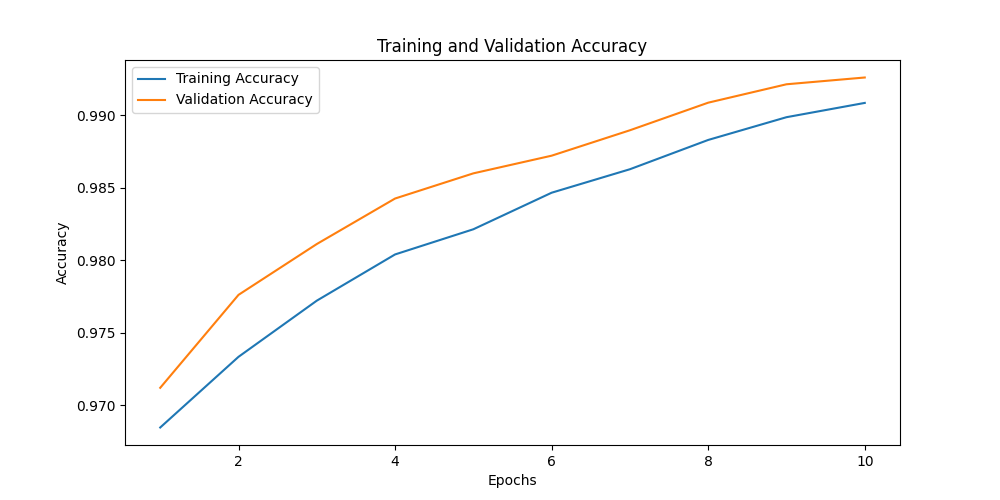 Training and Validation Accuracy
Training Accuracy
Validation Accuracy
0.990
0.985
0.980
0.975
0.970
Accuracy
2 4 6 8 10
Epochs